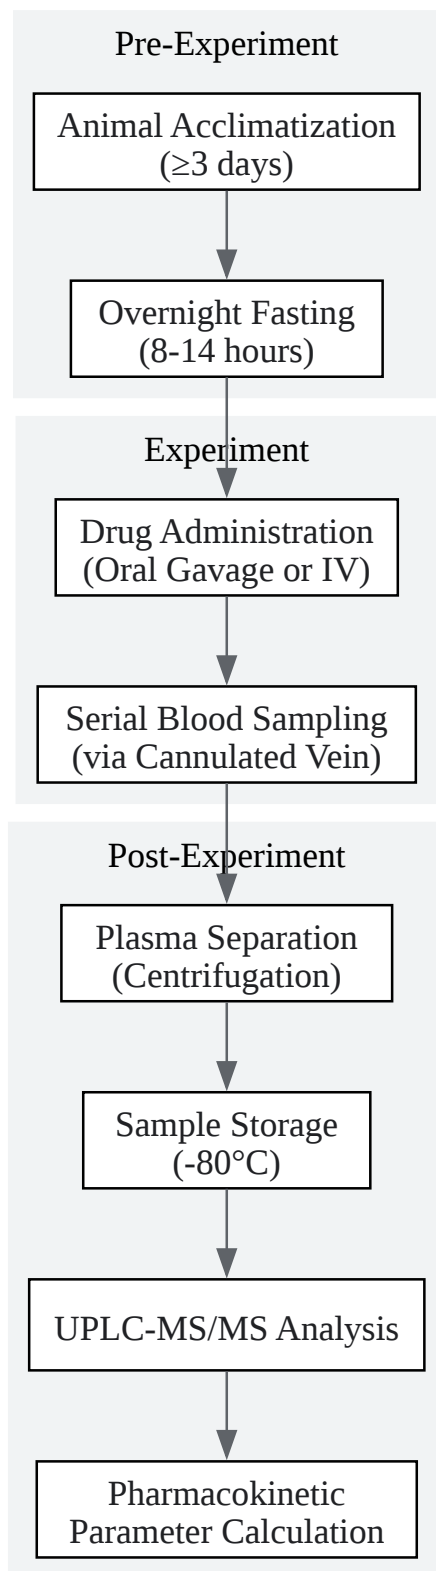 Pre-Experiment
Animal Acclimatization
(≥3 days)
Overnight Fasting
(8-14 hours)
Experiment
Drug Administration
(Oral Gavage or IV)
Serial Blood Sampling
(via Cannulated Vein)
Post-Experiment
Plasma Separation
(Centrifugation)
Sample Storage
(-80°C)
UPLC-MS/MS Analysis
Pharmacokinetic
Parameter Calculation